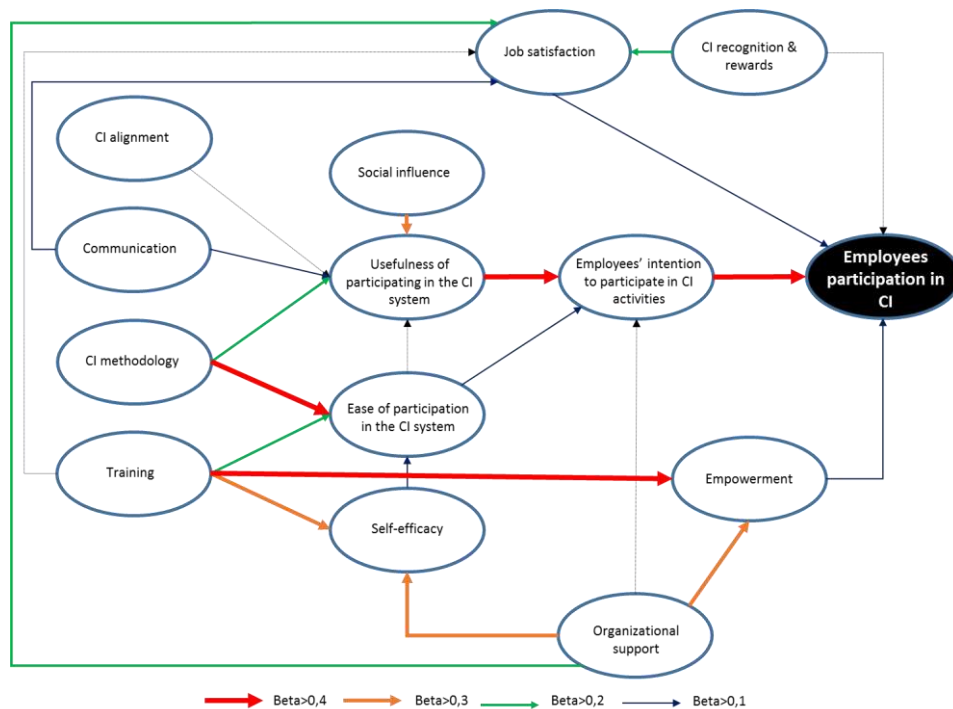 Job satisfaction
CI recognition &
rewards
CI alignment
Social influence
Communication
Usefulness of
participating in the CI
system
Employees’ intention
to participate in CI
activities
Employees
participation in
CI
CI methodology
Ease of participation
in the CI system
Training
Empowerment
Self-efficacy
Organizational
support
Beta>0,4
Beta>0,3
Beta>0,2
Beta>0,1